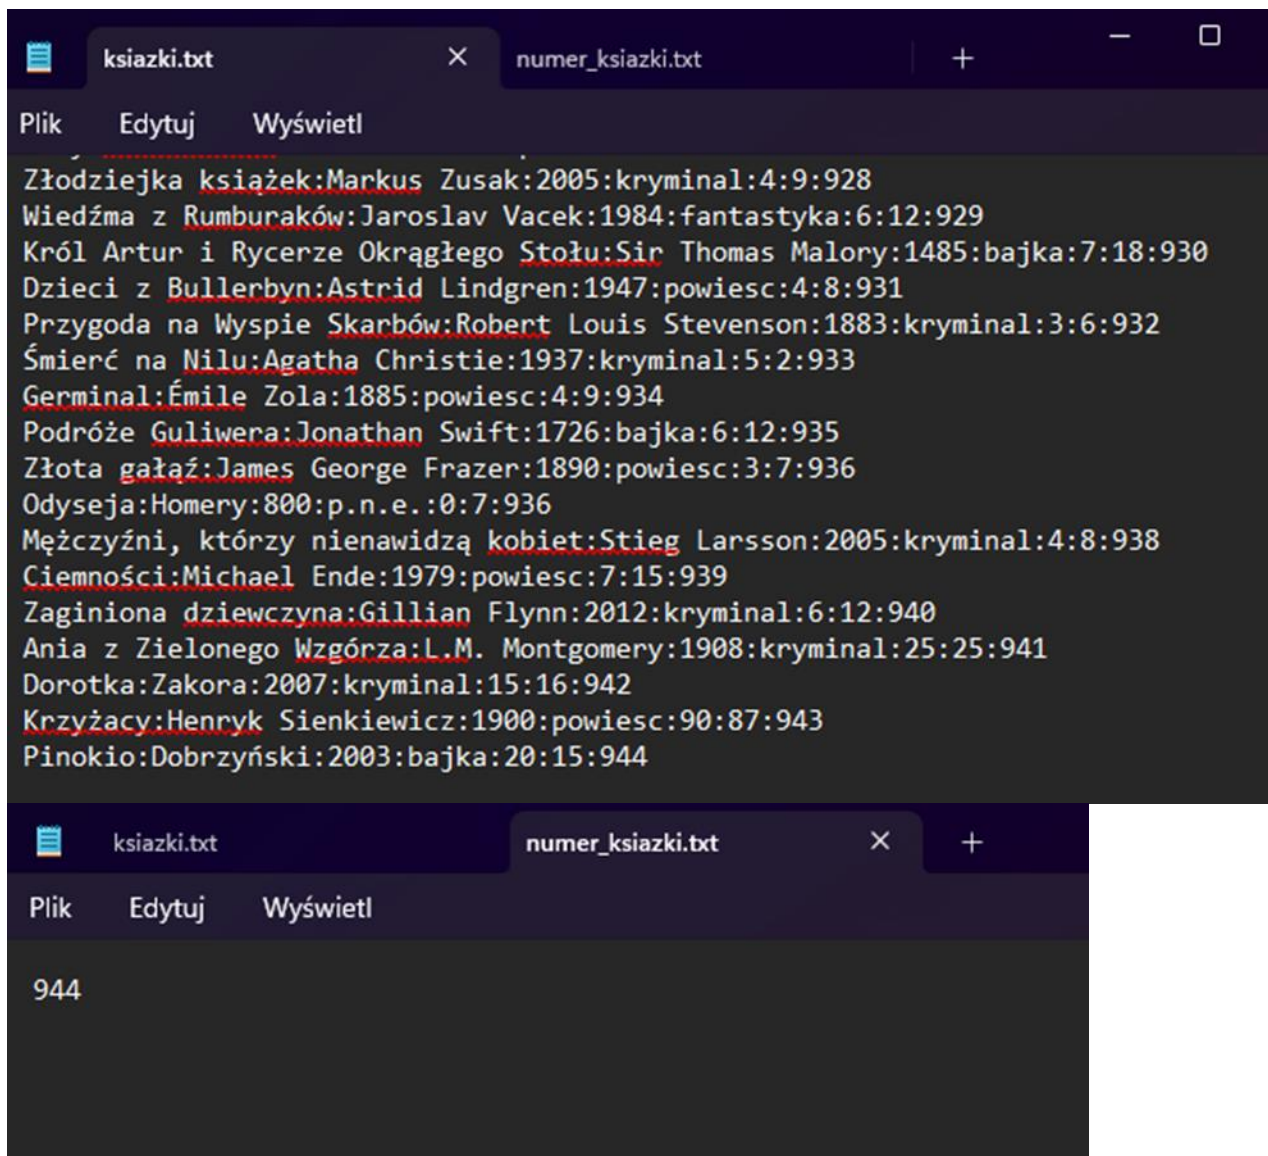 ksiazki.txt numer_ksiazki.txt
Plik Edytuj Wyświetl
Złodziejka książek:Markus Zusak:2005:kryminal:4:9:928
Wiedźma z Rumburaków:Jaroslav Vacek:1984:fantastyka:6:12:929
Król Artur i Rycerze Okrągłego Stołu:Sir Thomas Malory:1485:bajka:7:18:930
Dzieci z Bullerbyn:Astrid Lindgren:1947:powiesc:4:8:931
Przygoda na Wyspie Skarbów:Robert Louis Stevenson:1883:kryminal:3:6:932
Śmierć na Nilu:Agatha Christie:1937:kryminal:5:2:933
Germinal:Émile Zola:1885:powiesc:4:9:934
Podróże Guliwera:Jonathan Swift:1726:bajka:6:12:935
Złota gałąź:James George Frazer:1890:powiesc:3:7:936
Odyseja:Homery:800:p.n.e.:0:7:936
Mężczyźni, którzy nienawidzą kobiet:Stieg Larsson:2005:kryminal:4:8:938
Ciemności:Michael Ende:1979:powiesc:7:15:939
Zaginiona dziewczyna:Gillian Flynn:2012:kryminal:6:12:940
Ania z Zielonego Wzgórza:L.M. Montgomery:1908:kryminal:25:25:941
Dorotka:Zakora:2007:kryminal:15:16:942
Krzyżacy:Henryk Sienkiewicz:1900:powiesc:90:87:943
Pinokio:Dobrzyński:2003:bajka:20:15:944
ksiazki.txt numer_ksiazki.txt
Plik Edytuj Wyświetl
944